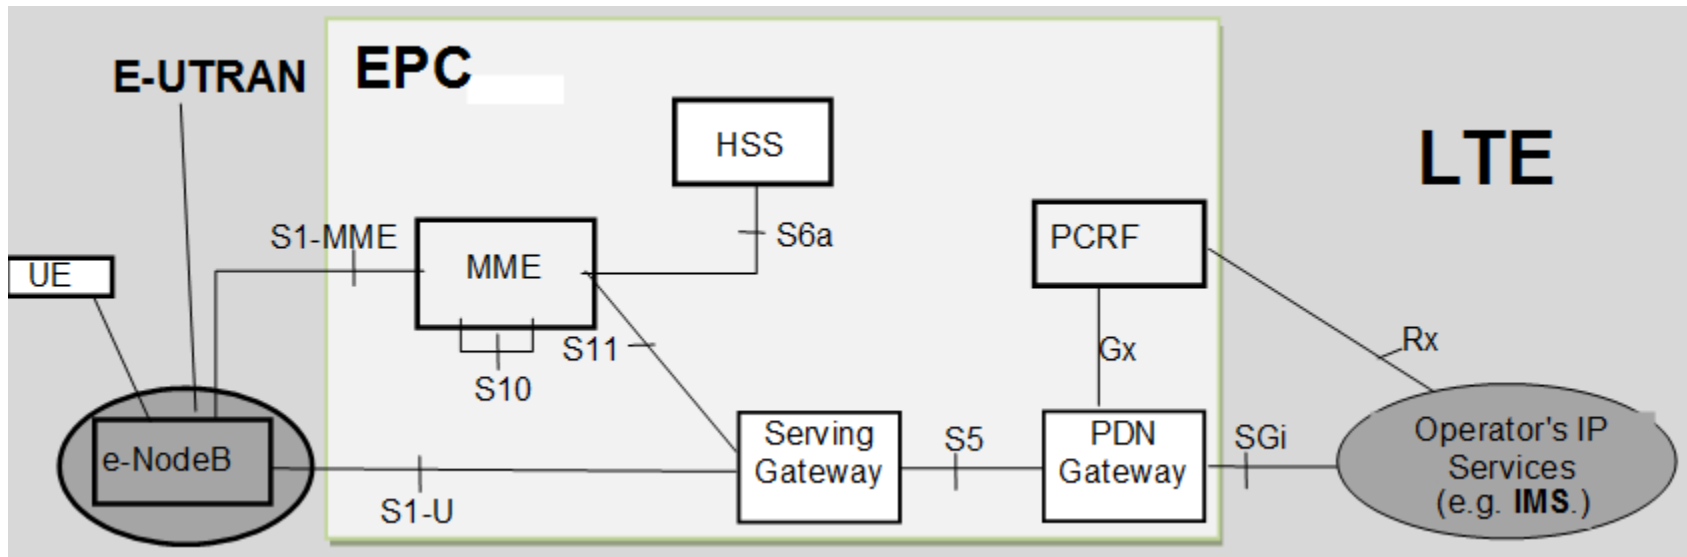 E-UTRAN
EPC
HSS
LTE
S1-MME
S6a
PCRF
UE
MME
S11
S10
Gx
Rx
e-NodeB
S1-U
Serving
Gateway
S5
PDN
Gateway
SGi
Operator's IP
Services
(e.g. IMS.)